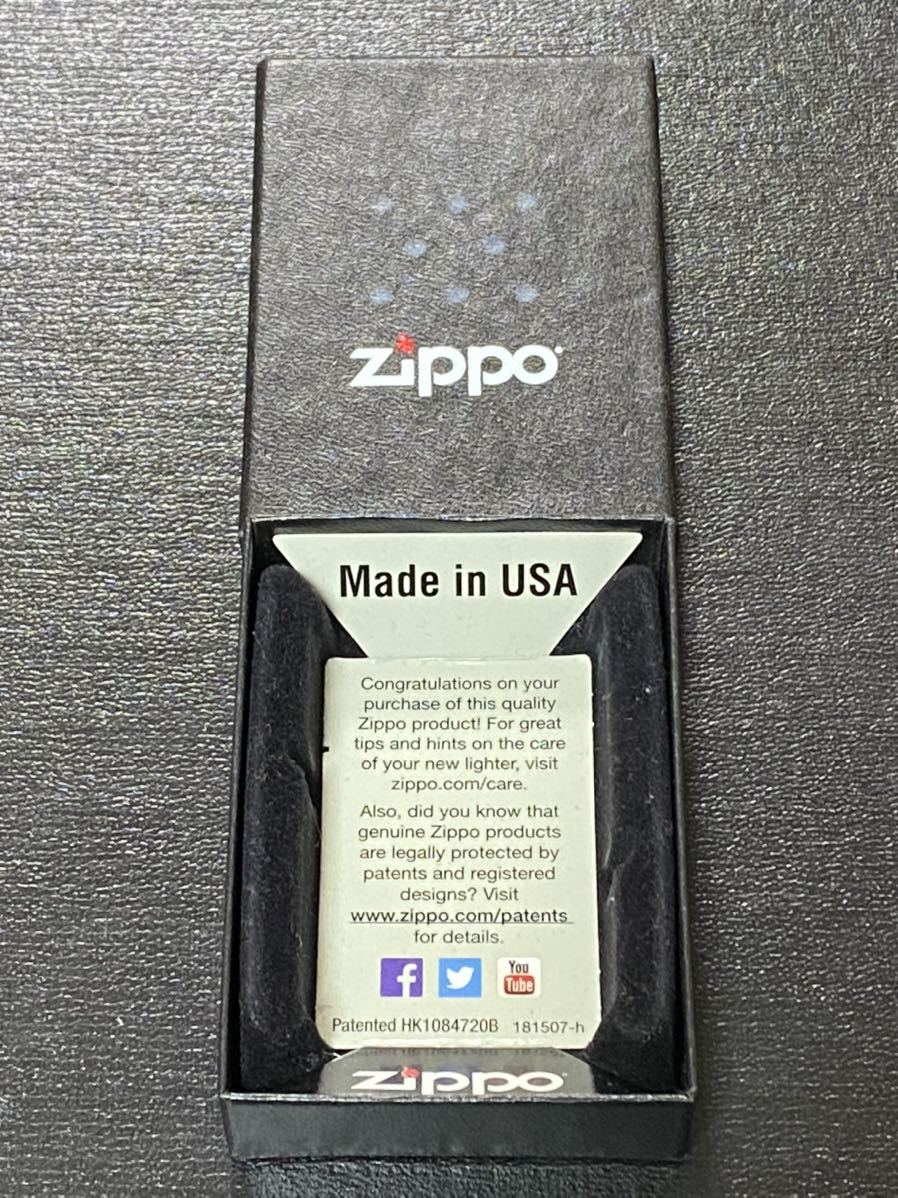 Zippo
Made in USA
Congratulations on your
purchase of this quality
Zippo product! For great
tips and hints on the care
of your new lighter, visit
zippo.com/care.
Also, did you know that
genuine Zippo products
are legally protected by
patents and registered
designs? Visit
www.zippo.com/patents
for details.
f
You
Tube
Patented HK1084720B 181507-h
Zippo